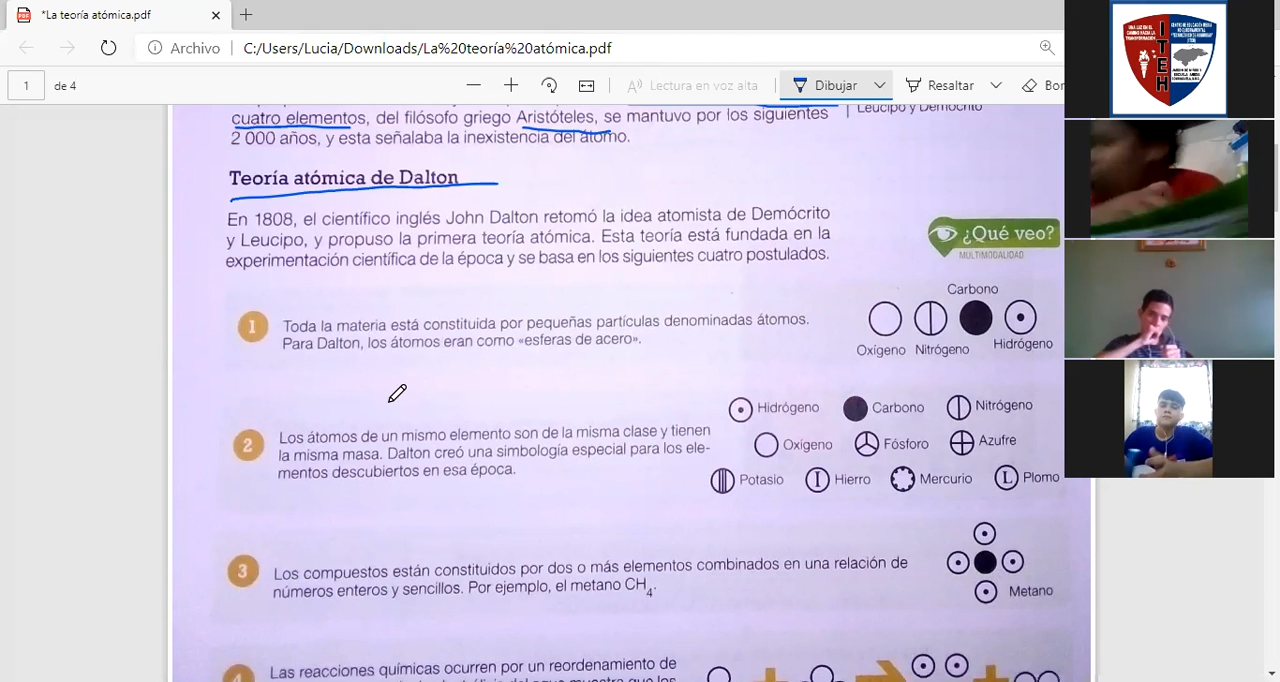 *La teoría atómica.pdf
Archivo
C:/Users/Lucia/Downloads/La%20teoría%20atómica.pdf
1 de 4
Lectura en voz alta
Dibujar
Resaltar
Bor
cuatro elementos, del filósofo griego Aristóteles, se mantuvo por los siguientes
2 000 años, y esta señalaba la inexistencia del átomo.
Leucipo y Demócrito
Teoría atómica de Dalton
En 1808, el científico inglés John Dalton retomó la idea atomista de Demócrito
y Leucipo, y propuso la primera teoría atómica. Esta teoría está fundada en la
experimentación científica de la época y se basa en los siguientes cuatro postulados.
¿Qué veo?
MULTIMODALIDAD
1
Toda la materia está constituida por pequeñas partículas denominadas átomos.
Para Dalton, los átomos eran como «esferas de acero».
Carbono
Oxígeno Nitrógeno Hidrógeno
2
Los átomos de un mismo elemento son de la misma clase y tienen
la misma masa. Dalton creó una simbología especial para los ele-
mentos descubiertos en esa época.
Hidrógeno Carbono Nitrógeno
Oxígeno Fósforo Azufre
Potasio I Hierro Mercurio L Plomo
3
Los compuestos están constituidos por dos o más elementos combinados en una relación de
números enteros y sencillos. Por ejemplo, el metano CH4.
Metano
4
Las reacciones químicas ocurren por un reordenamiento de
ITEH